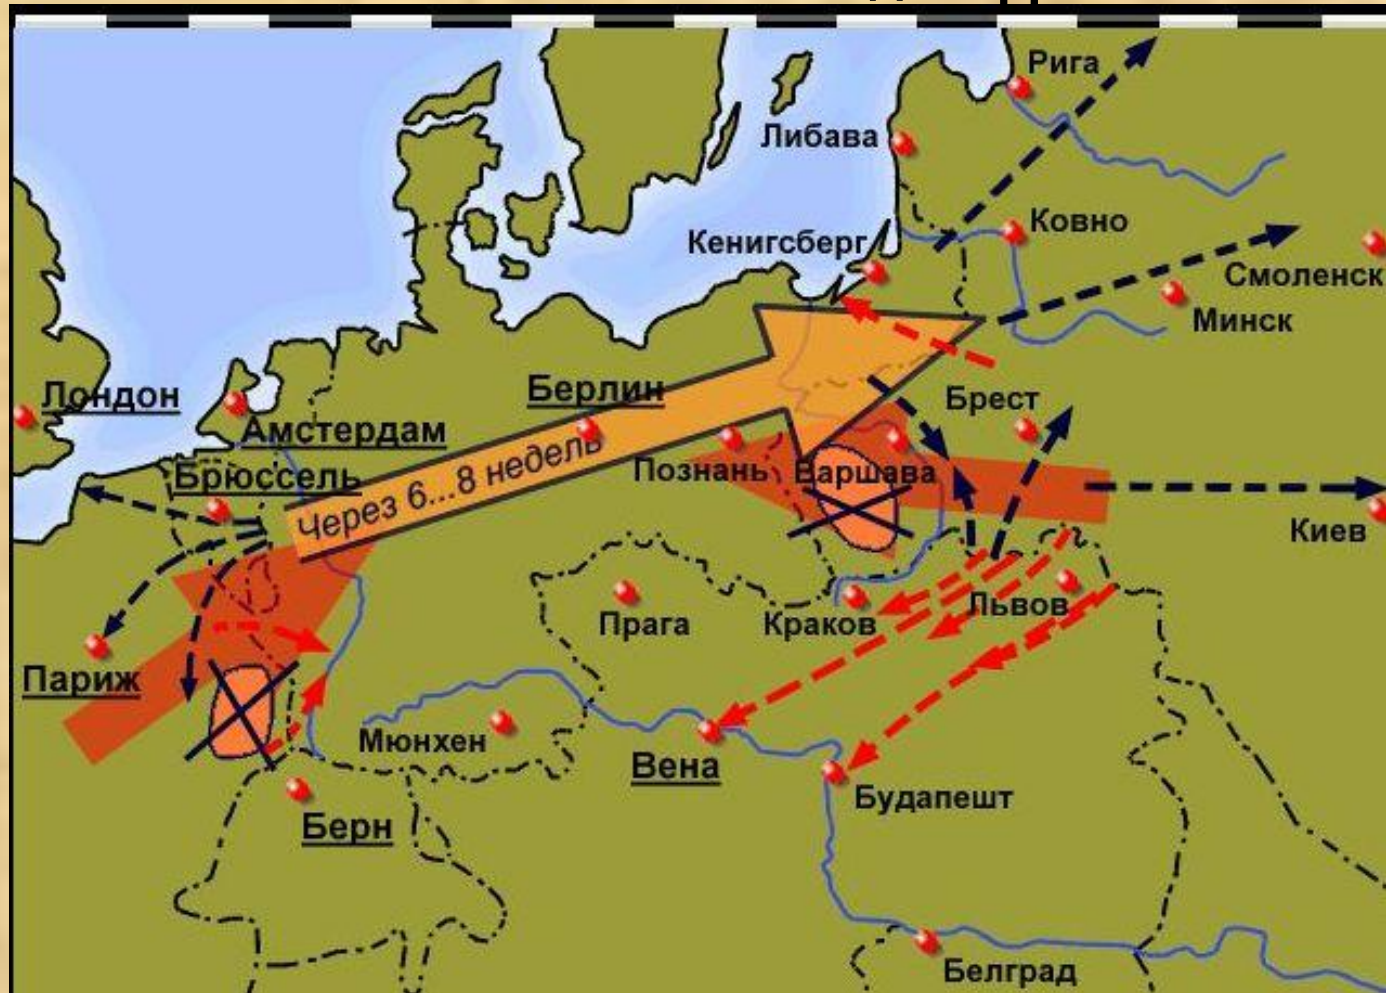 Рига
Либава
Ковно
Кенигсберг
Смоленск
Минск
Лондон
Берлин
Брест
Амстердам
Брюссель
Через 6...8 недель
Познань
Варшава
Киев
Львов
Прага
Краков
Париж
Мюнхен
Вена
Будапешт
Берн
Белград